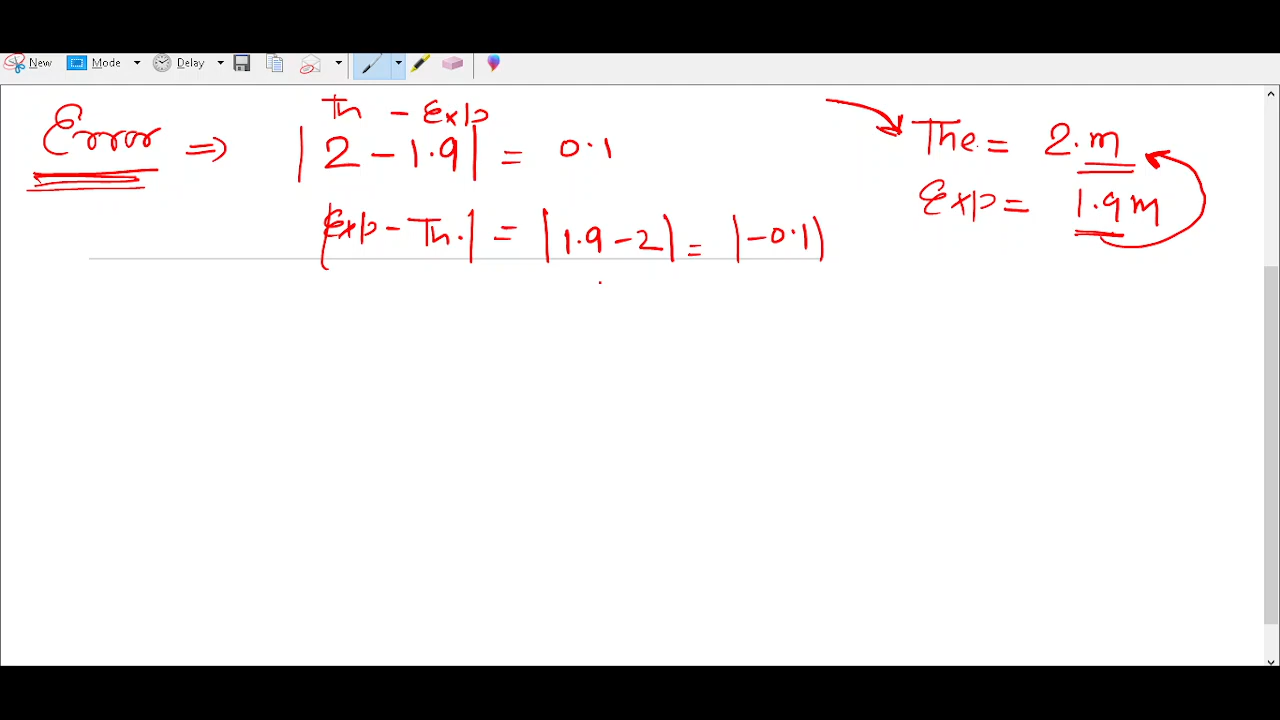 New Mode Delay
Th - Exp
Error ⇒ |2 - 1.9| = 0.1
The = 2.m
Exp = 1.9m
|Exp - Th.| = |1.9 - 2| = |-0.1|